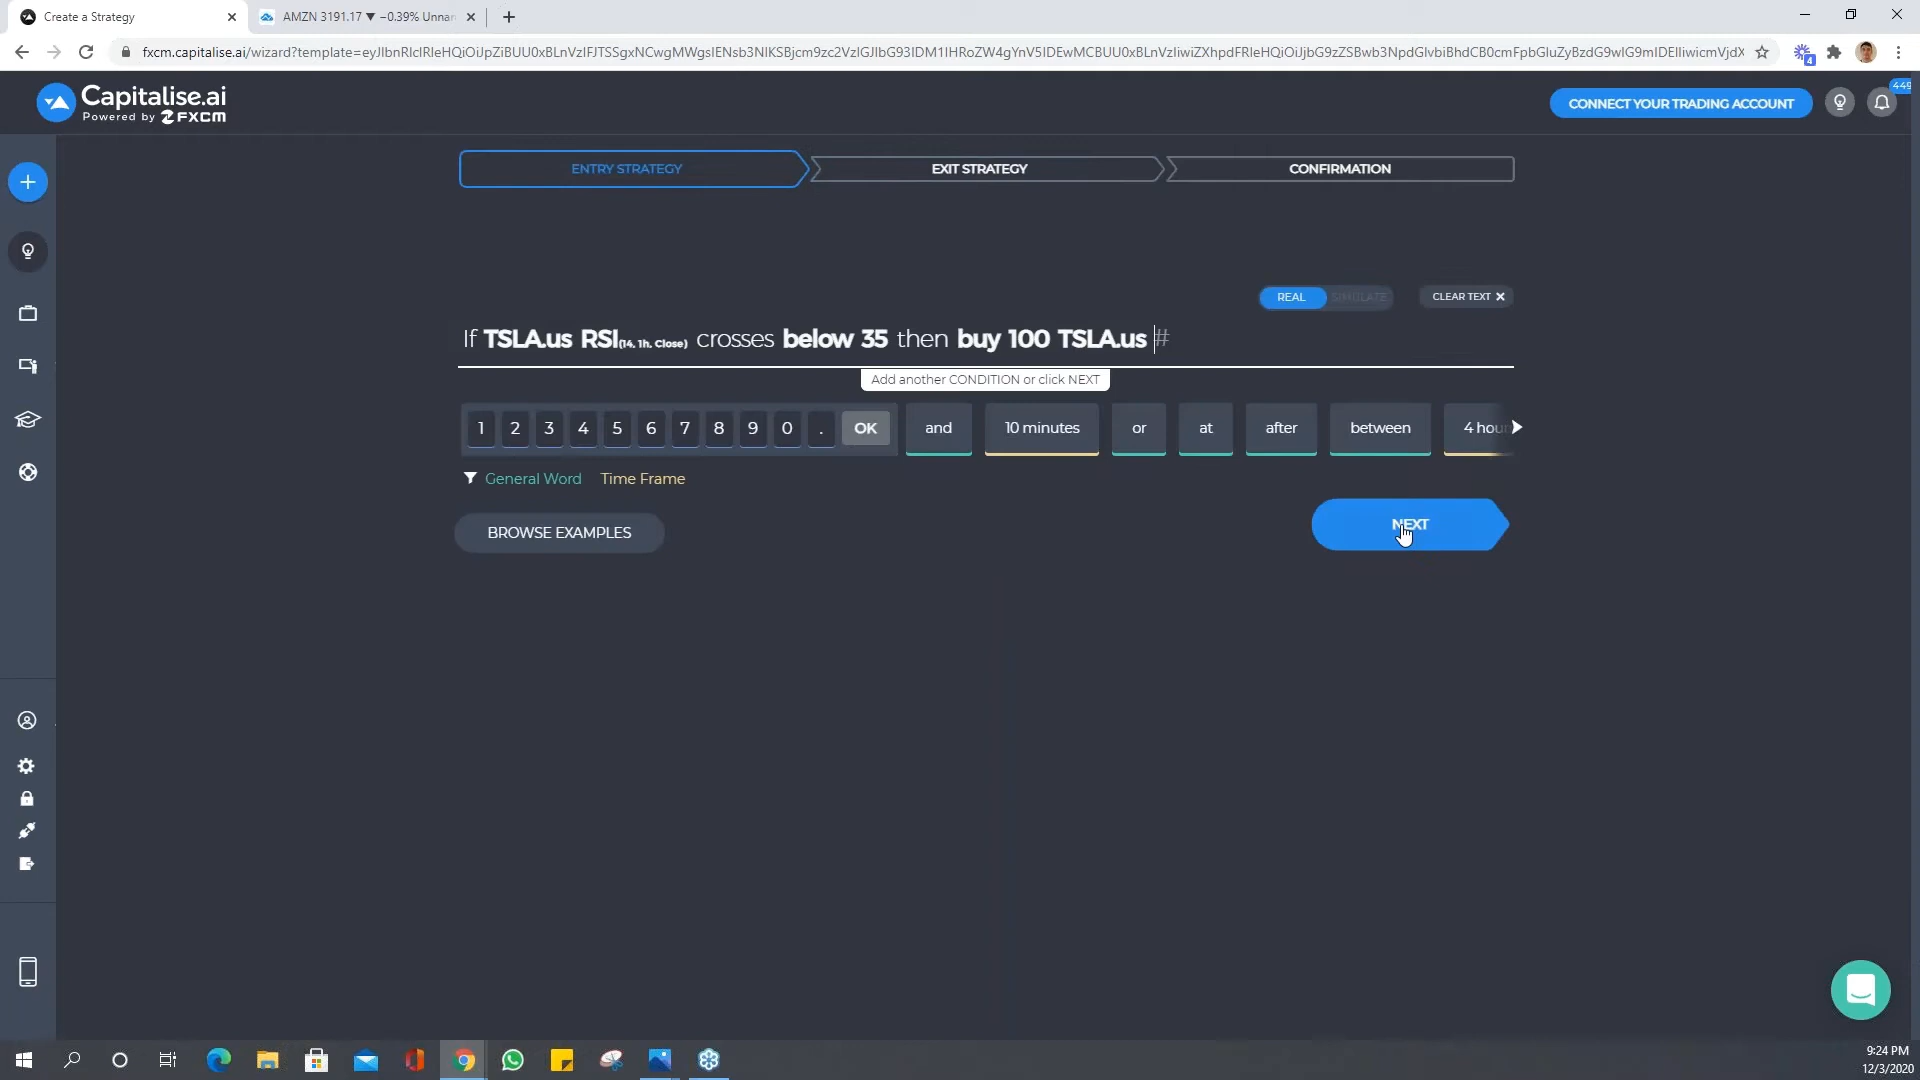 Create a Strategy
AMZN 3191.17 ▼ −0.39% Unnar
fxcm.capitalise.ai/wizard?template=
4
Capitalise.ai
Powered by FXCM
CONNECT YOUR TRADING ACCOUNT
449
ENTRY STRATEGY
EXIT STRATEGY
CONFIRMATION
REAL
SIMULATE
CLEAR TEXT ✕
If TSLA.us RSI(14, 1h, Close) crosses below 35 then buy 100 TSLA.us #
Add another CONDITION or click NEXT
1 2 3 4 5 6 7 8 9 0 . OK and 10 minutes or at after between 4 hou
General Word Time Frame
BROWSE EXAMPLES
NEXT
9:24 PM
12/3/2020